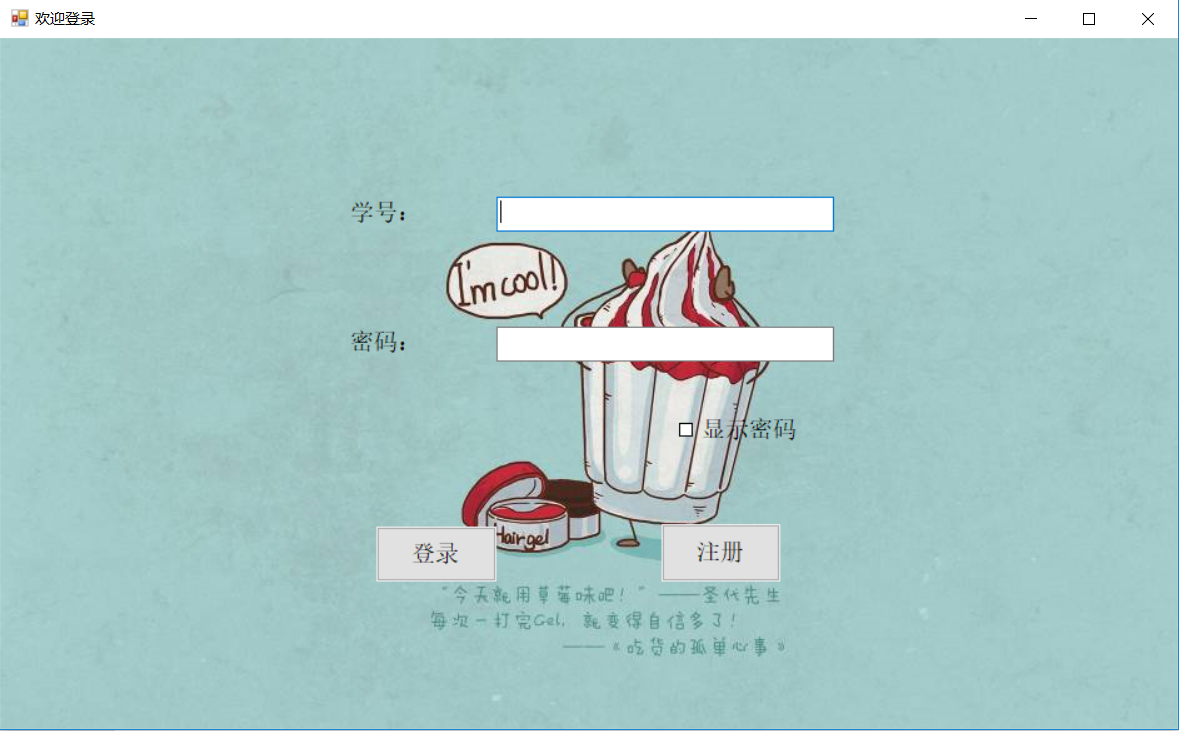 欢迎登录
学号：
I'm cool!
密码：
显示密码
Hairgel
登录
注册
“今天就用草莓味吧！”——圣代先生
每次一打完Gel，就变得自信多了！
——《吃货的孤单心事》